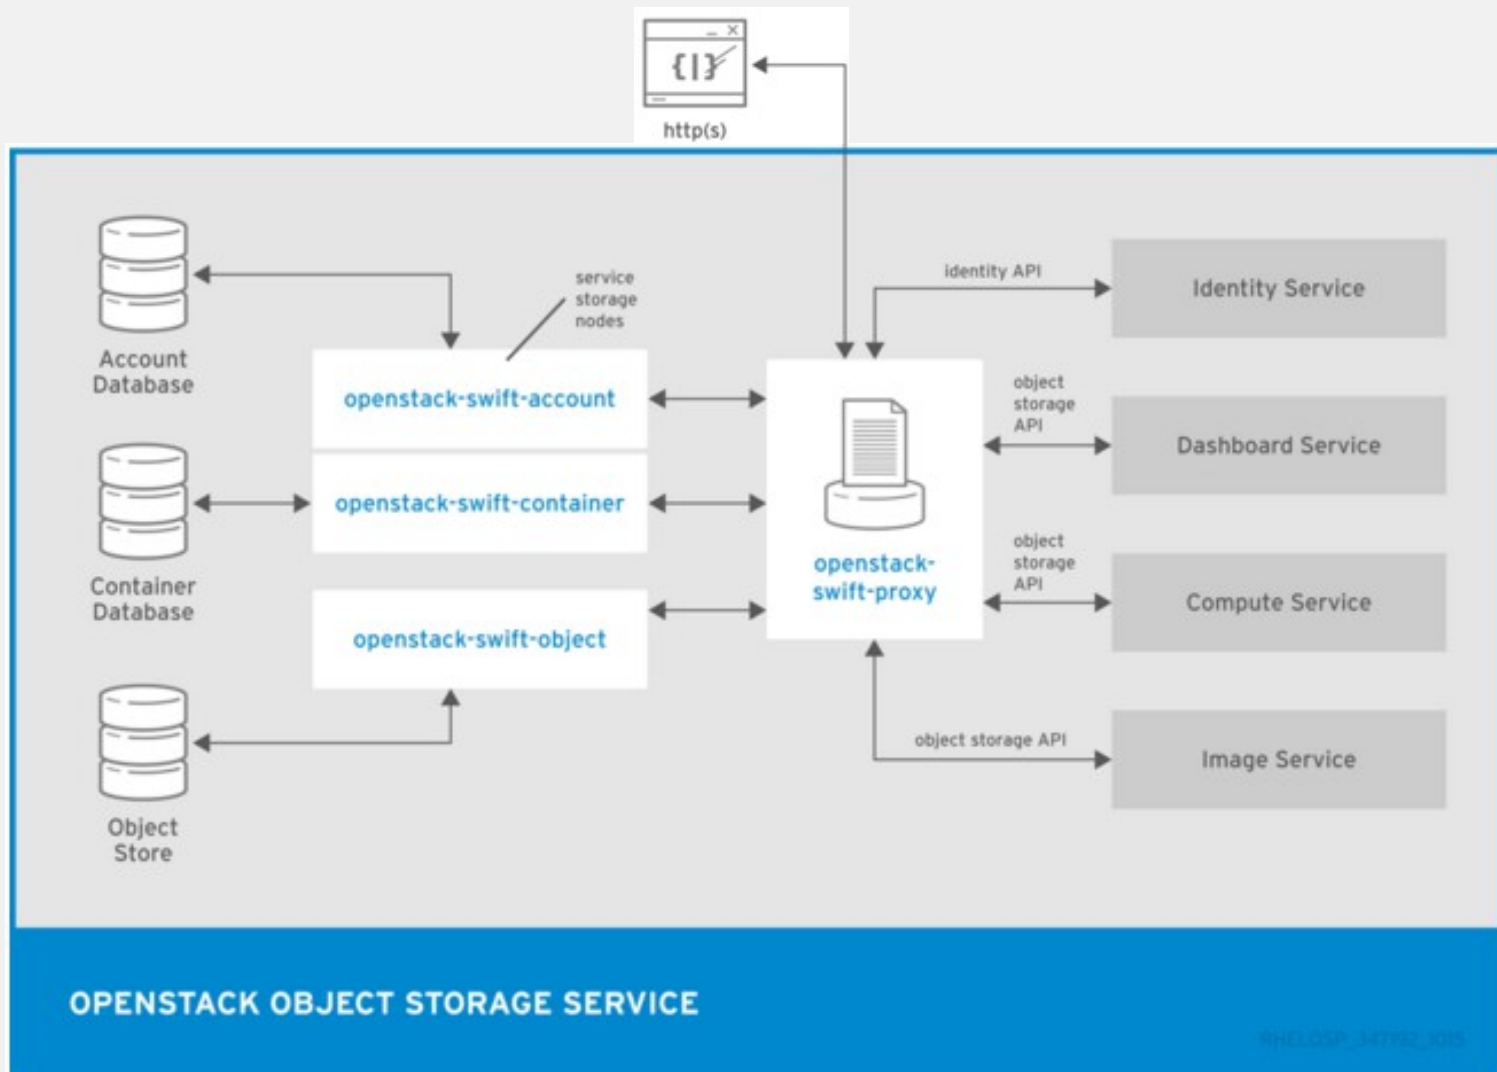 {|}
http(s)
Account
Database
service
storage
nodes
identity API
Identity Service
openstack-swift-account
object
storage
API
Dashboard Service
Container
Database
openstack-swift-container
openstack-
swift-proxy
object
storage
API
Compute Service
openstack-swift-object
Object
Store
object storage API
Image Service
OPENSTACK OBJECT STORAGE SERVICE
RHELOSP_347192_1015